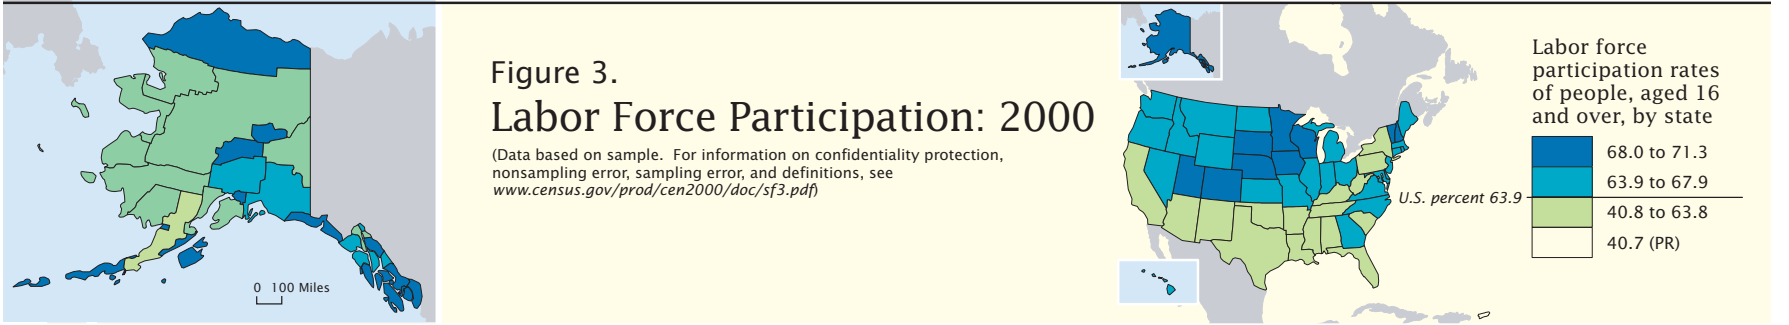 0 100 Miles
Figure 3.
Labor Force Participation: 2000
(Data based on sample. For information on confidentiality protection,
nonsampling error, sampling error, and definitions, see
www.census.gov/prod/cen2000/doc/sf3.pdf)
Labor force
participation rates
of people, aged 16
and over, by state
68.0 to 71.3
63.9 to 67.9
U.S. percent 63.9
40.8 to 63.8
40.7 (PR)